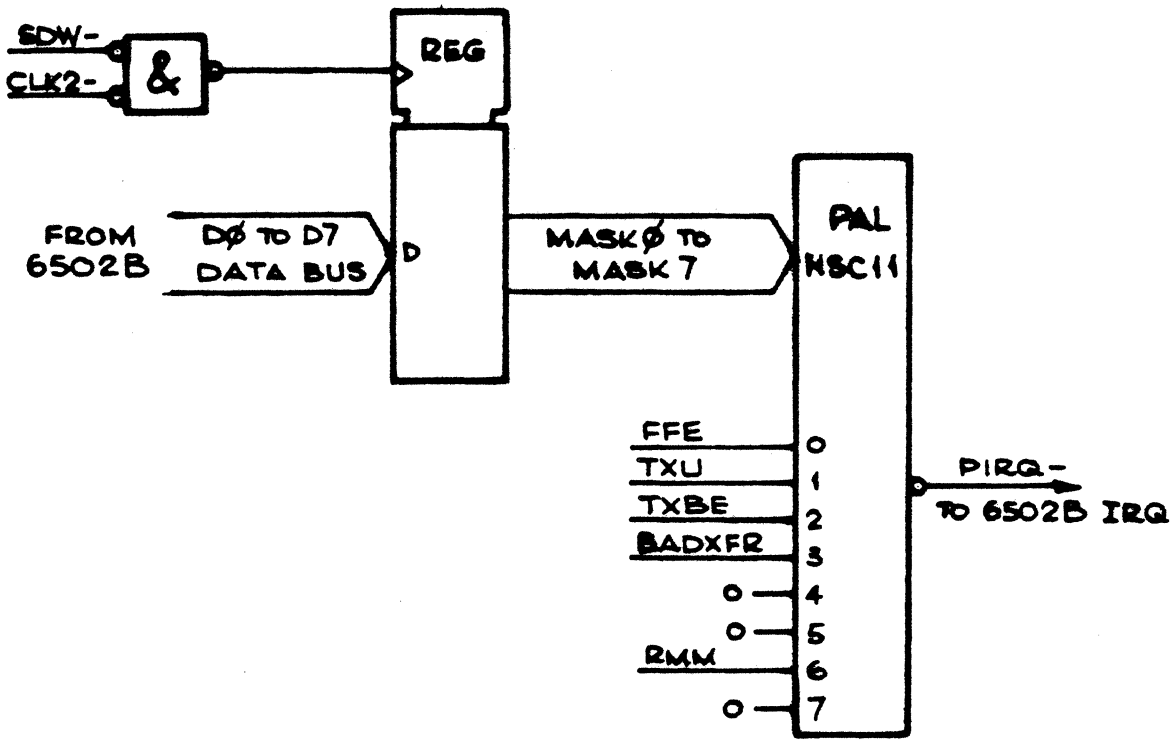 SDW-
CLK2-
&
REG
FROM
6502B
DØ TO D7
DATA BUS
D
MASKØ TO
MASK 7
PAL
HSC11
FFE
0
TXU
1
TXBE
2
BADXFR
3
0
4
0
5
RMM
6
0
7
PIRQ-
TO 6502B IRQ